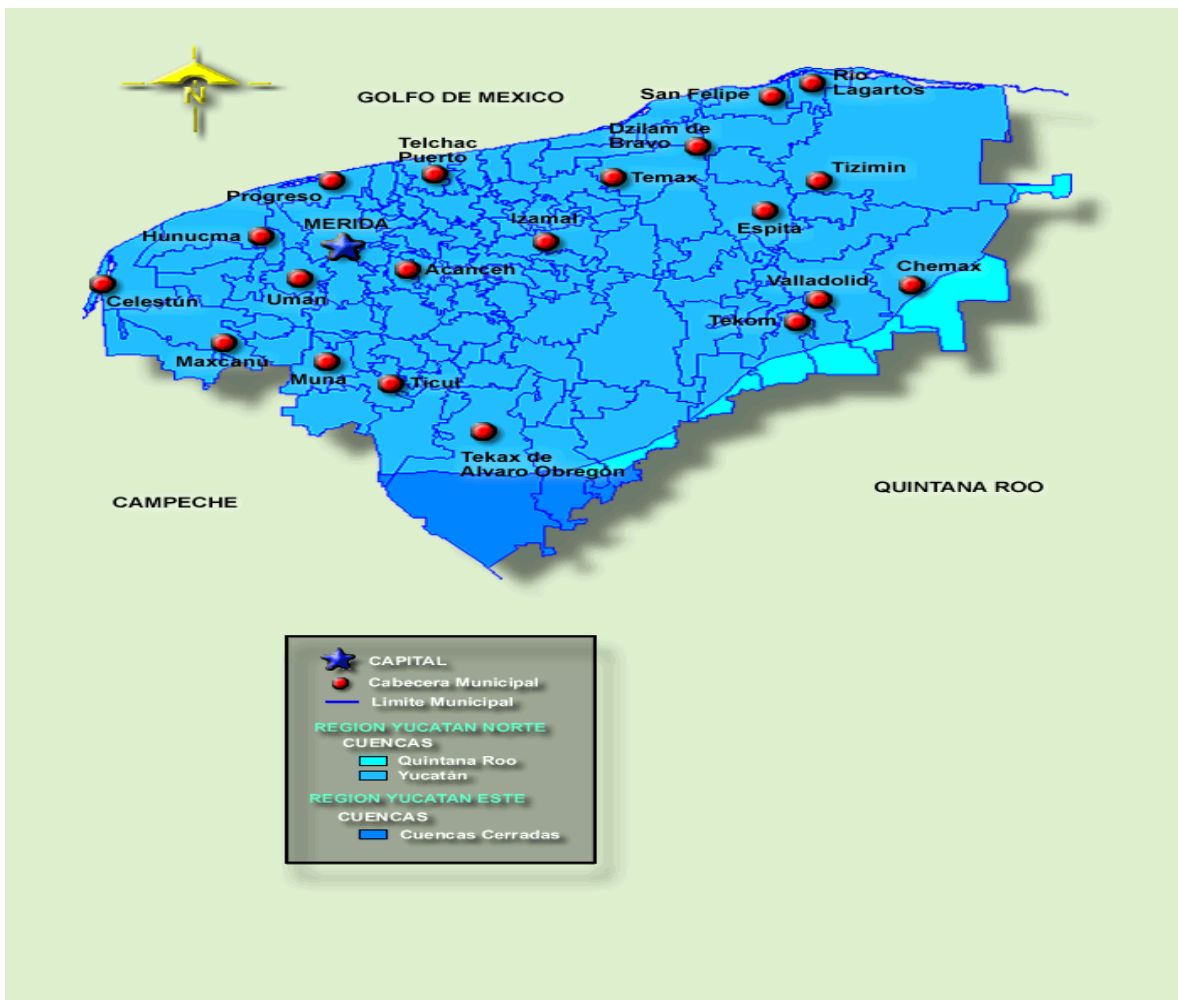 N
GOLFO DE MEXICO
San Felipe
Rio
Lagartos
Dzilam de
Bravo
Telchac
Puerto
Temax
Tizimin
Progreso
MERIDA
Izamal
Espita
Hunucma
Acanceh
Chemax
Valladolid
Celestún
Uman
Tekom
Maxcanú
Muna
Ticul
Tekax de
Alvaro Obregón
CAMPECHE
QUINTANA ROO
CAPITAL
Cabecera Municipal
Limite Municipal
REGION YUCATAN NORTE
CUENCAS
Quintana Roo
Yucatán
REGION YUCATAN ESTE
CUENCAS
Cuencas Cerradas